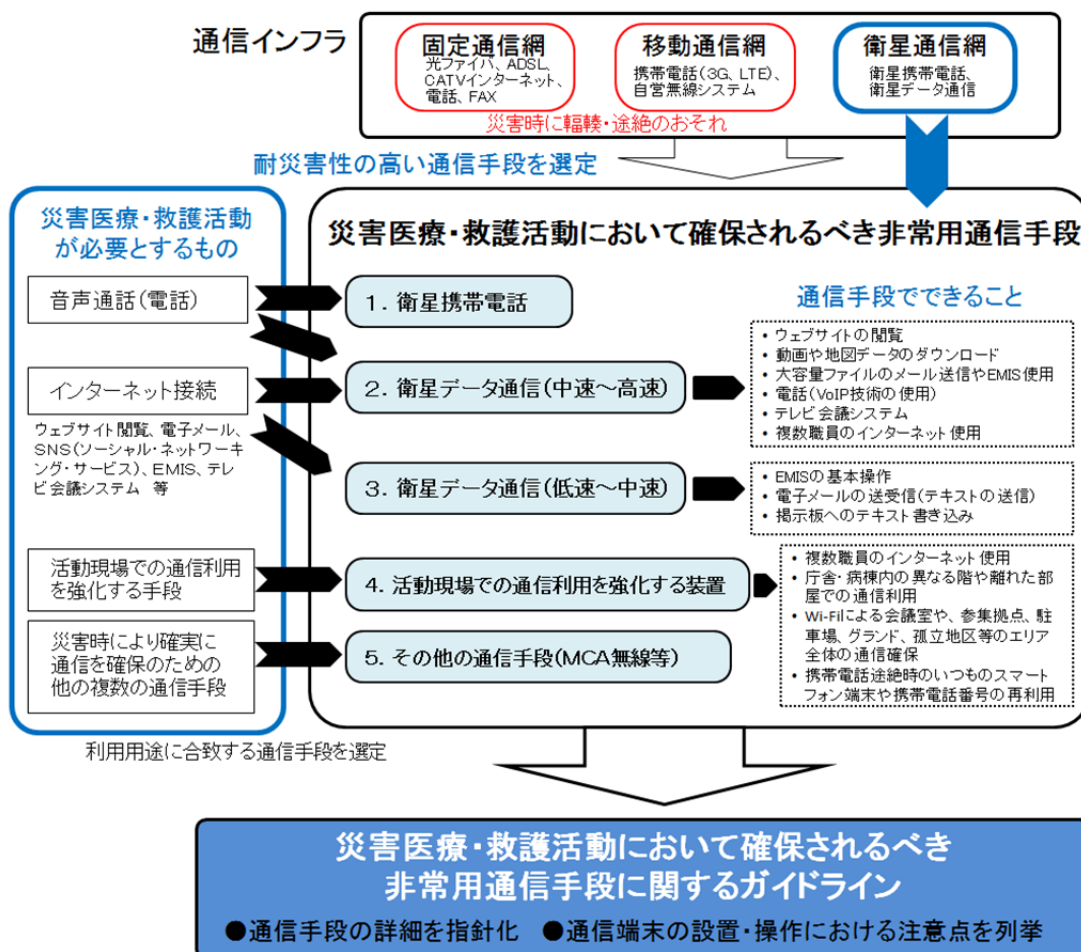 通信インフラ
固定通信網
光ファイバ、ADSL、
CATVインターネット、
電話、FAX
移動通信網
携帯電話(3G、LTE)、
自営無線システム
衛星通信網
衛星携帯電話、
衛星データ通信
災害時に輻輳・途絶のおそれ
耐災害性の高い通信手段を選定
災害医療・救護活動
が必要とするもの
音声通話(電話)
インターネット接続
ウェブサイト閲覧、電子メール、
SNS(ソーシャル・ネットワーキ
ング・サービス)、EMIS、テレ
ビ会議システム 等
活動現場での通信利用
を強化する手段
災害時により確実に
通信を確保のための
他の複数の通信手段
利用用途に合致する通信手段を選定
災害医療・救護活動において確保されるべき非常用通信手段
1. 衛星携帯電話
2. 衛星データ通信(中速～高速)
3. 衛星データ通信(低速～中速)
4. 活動現場での通信利用を強化する装置
5. その他の通信手段(MCA無線等)
通信手段でできること
• ウェブサイトの閲覧
• 動画や地図データのダウンロード
• 大容量ファイルのメール送信やEMIS使用
• 電話(VoIP技術の使用)
• テレビ会議システム
• 複数職員のインターネット使用
• EMISの基本操作
• 電子メールの送受信(テキストの送信)
• 掲示板へのテキスト書き込み
• 複数職員のインターネット使用
• 庁舎・病棟内の異なる階や離れた部
屋での通信利用
• Wi-Fiによる会議室や、参集拠点、駐
車場、グランド、孤立地区等のエリア
全体の通信確保
• 携帯電話途絶時のいつものスマート
フォン端末や携帯電話番号の再利用
災害医療・救護活動において確保されるべき
非常用通信手段に関するガイドライン
●通信手段の詳細を指針化 ●通信端末の設置・操作における注意点を列挙